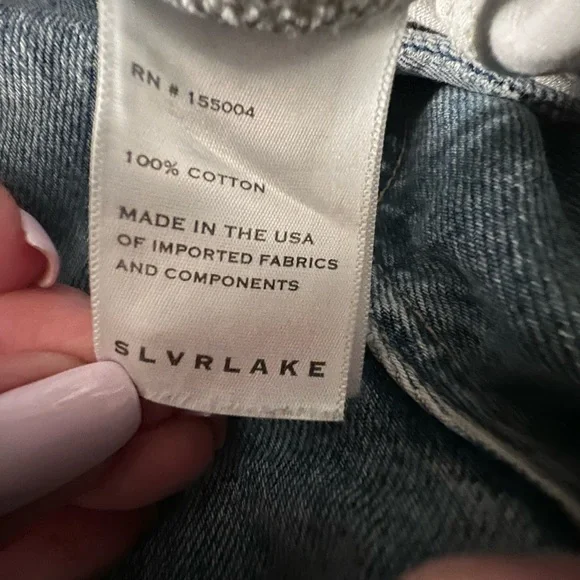 RN # 155004
100% COTTON
MADE IN THE USA
OF IMPORTED FABRICS
AND COMPONENTS
SLVRLAKE